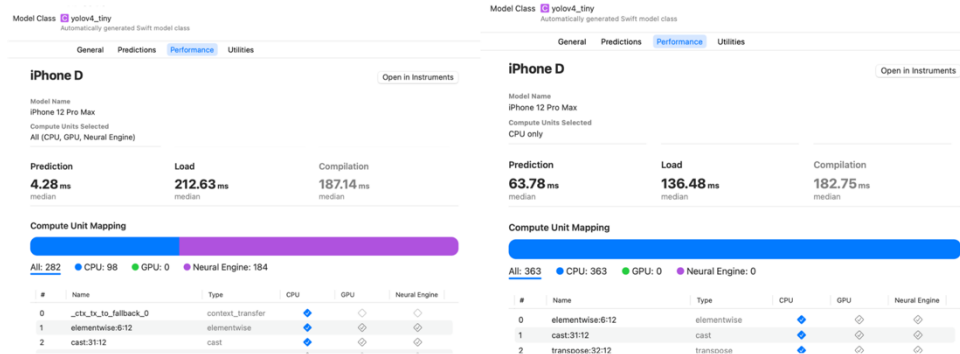 Model Class C yolov4_tiny
Automatically generated Swift model class
General Predictions Performance Utilities
iPhone D
Open in Instruments
Model Name
iPhone 12 Pro Max
Compute Units Selected
All (CPU, GPU, Neural Engine)
Prediction Load Compilation
4.28 ms 212.63 ms 187.14 ms
median median median
Compute Unit Mapping
All: 282 CPU: 98 GPU: 0 Neural Engine: 184
# Name Type CPU GPU Neural Engine
0 _ctx_tx_to_fallback_0 context_transfer
1 elementwise:6:12 elementwise
2 cast:31:12 cast
Model Class C yolov4_tiny
Automatically generated Swift model class
General Predictions Performance Utilities
iPhone D
Open in Instruments
Model Name
iPhone 12 Pro Max
Compute Units Selected
CPU only
Prediction Load Compilation
63.78 ms 136.48 ms 182.75 ms
median median median
Compute Unit Mapping
All: 363 CPU: 363 GPU: 0 Neural Engine: 0
# Name Type CPU GPU Neural Engine
0 elementwise:6:12 elementwise
1 cast:31:12 cast
2 transpose:32:12 transpose